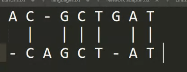 A C - G C T G A T
| | | | | |
- C A G C T - A T